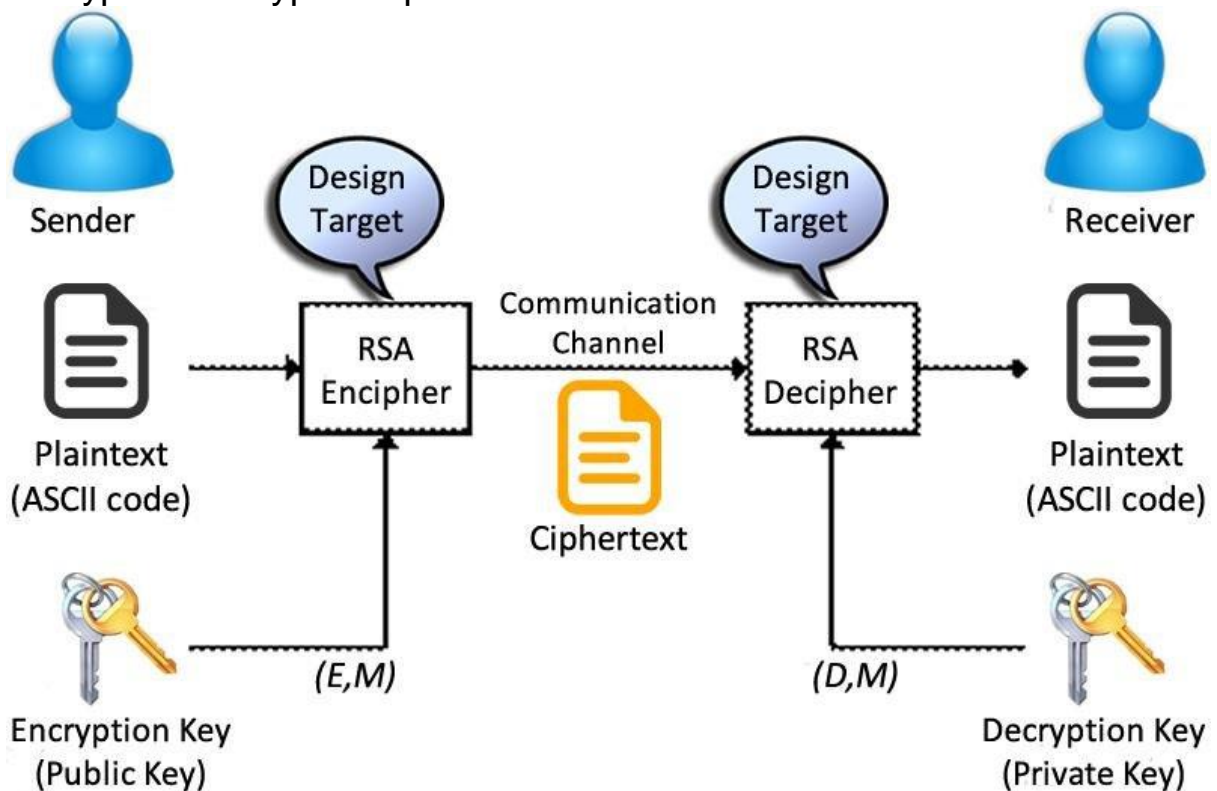 Design
Target
Design
Target
Sender
Receiver
Communication
Channel
RSA
Encipher
RSA
Decipher
Plaintext
(ASCII code)
Ciphertext
Plaintext
(ASCII code)
(E,M)
(D,M)
Encryption Key
(Public Key)
Decryption Key
(Private Key)